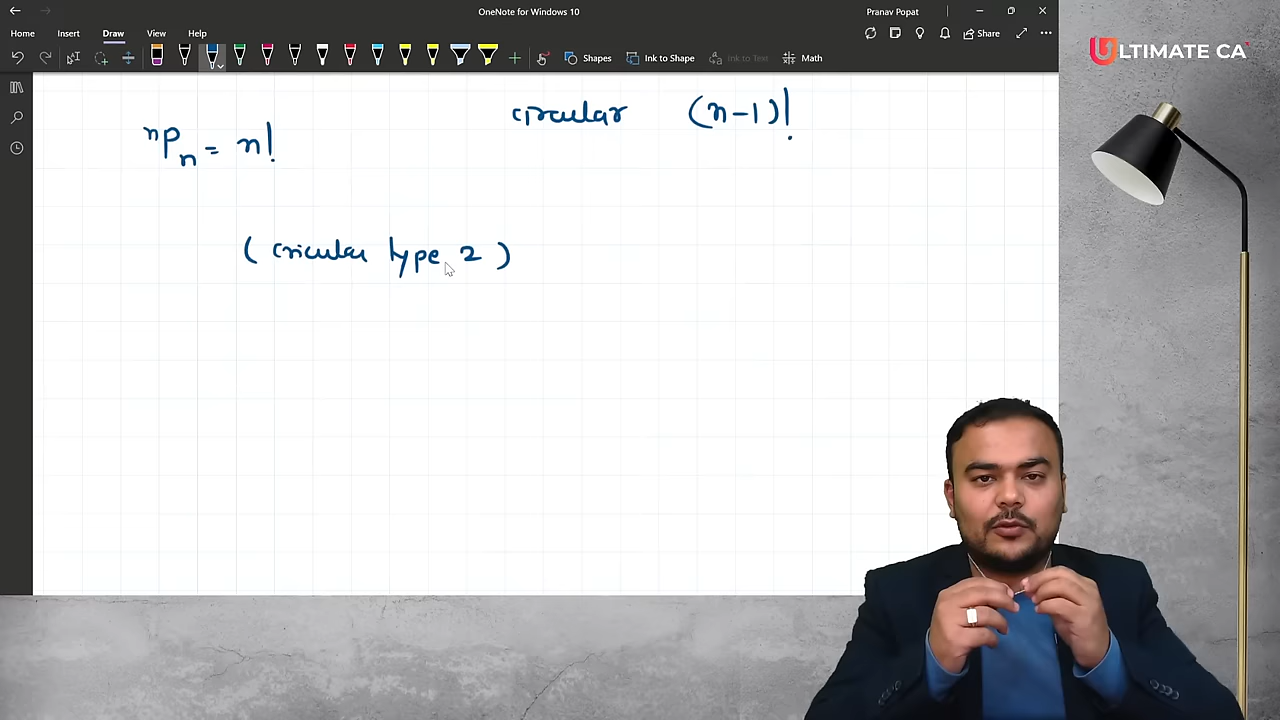 OneNote for Windows 10
Pranav Popat
Home Insert Draw View Help
Share
Shapes Ink to Shape Ink to Text Math
ULTIMATE CA
circular (n-1)!
nPn = n!
(circular type 2)